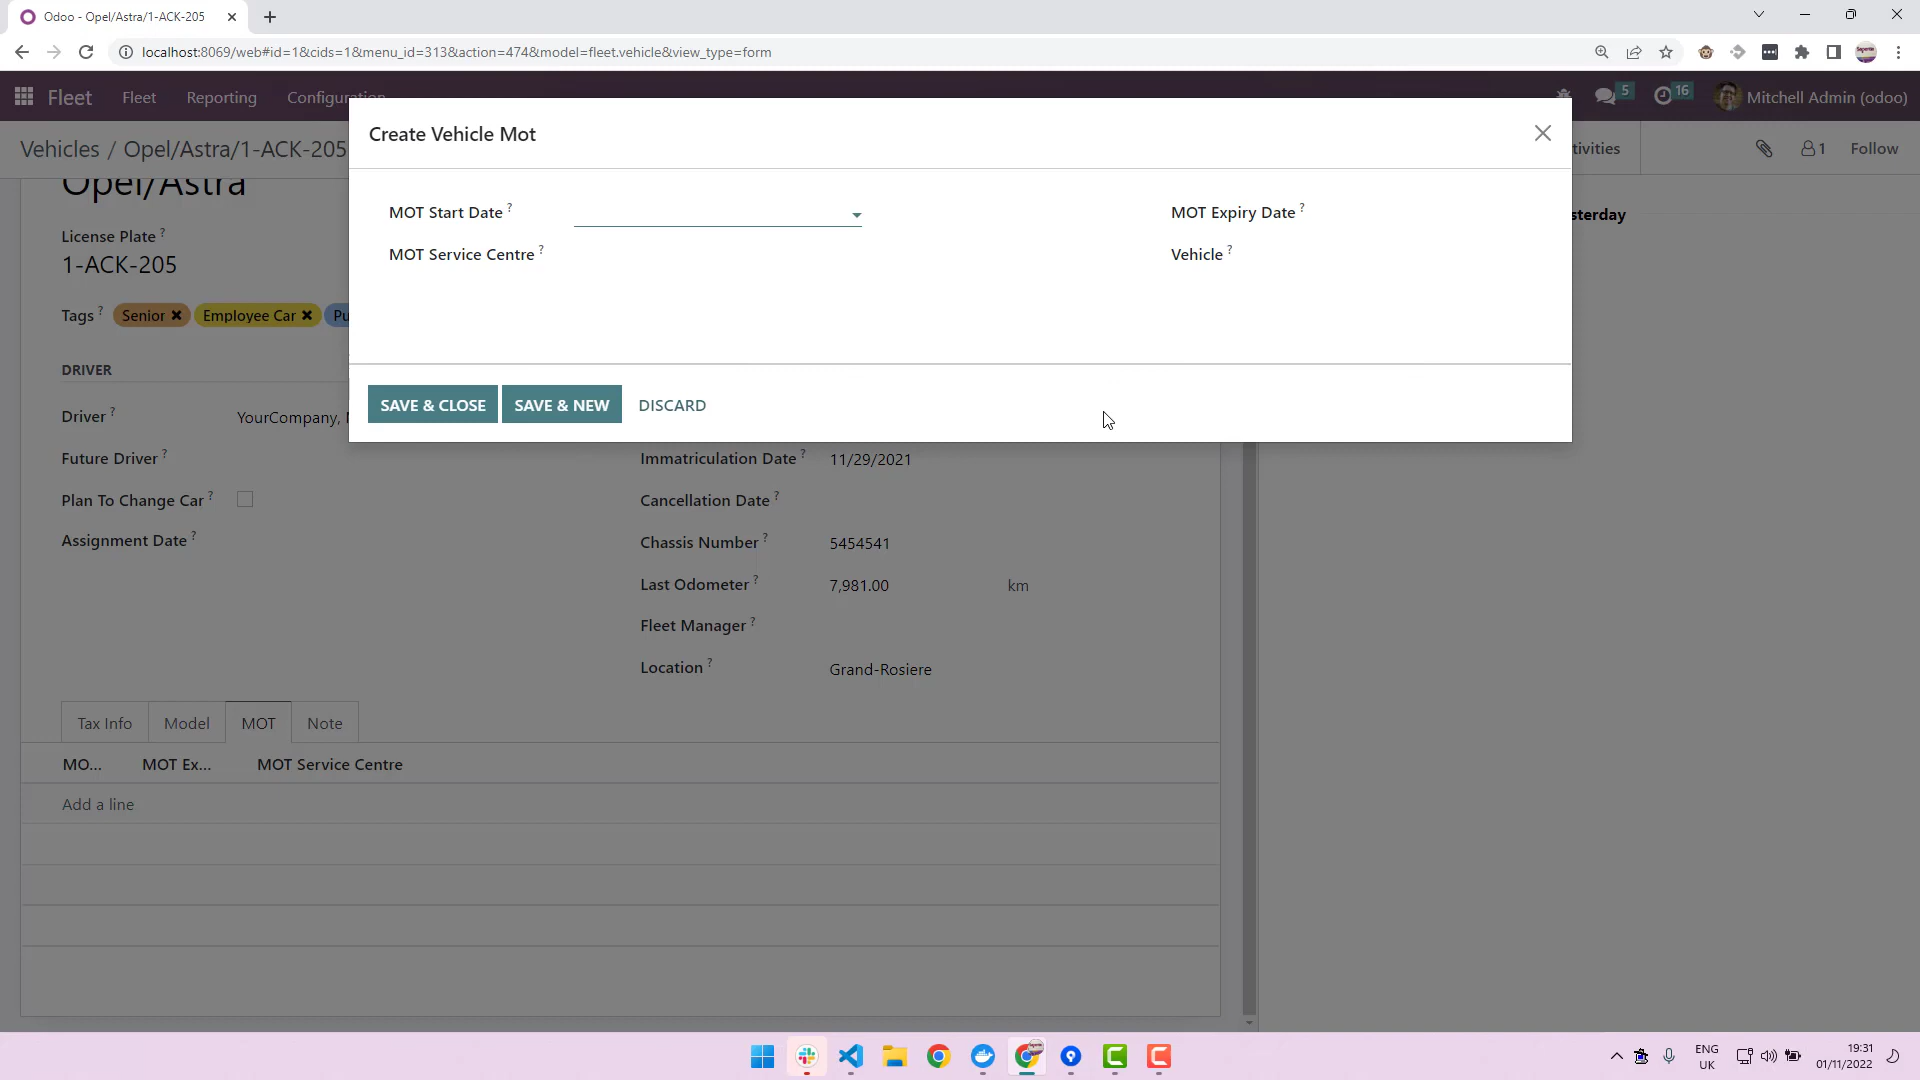 Odoo - Opel/Astra/1-ACK-205
localhost:8069/web#id=1&cids=1&menu_id=313&action=474&model=fleet.vehicle&view_type=form
Fleet Fleet Reporting Configuration 5 16 Mitchell Admin (odoo)
Vehicles / Opel/Astra/1-ACK-205 tivities 1 Follow
Create Vehicle Mot
Opel/Astra
MOT Start Date ? MOT Expiry Date ?
sterday
MOT Service Centre ? Vehicle ?
License Plate ?
1-ACK-205
Tags ? Senior Employee Car Pu
DRIVER
SAVE & CLOSE SAVE & NEW DISCARD
Driver ? YourCompany,
Future Driver ? Immatriculation Date ? 11/29/2021
Plan To Change Car ? Cancellation Date ?
Assignment Date ? Chassis Number ? 5454541
Last Odometer ? 7,981.00 km
Fleet Manager ?
Location ? Grand-Rosiere
Tax Info Model MOT Note
MO... MOT Ex... MOT Service Centre
Add a line
ENG
UK
19:31
01/11/2022